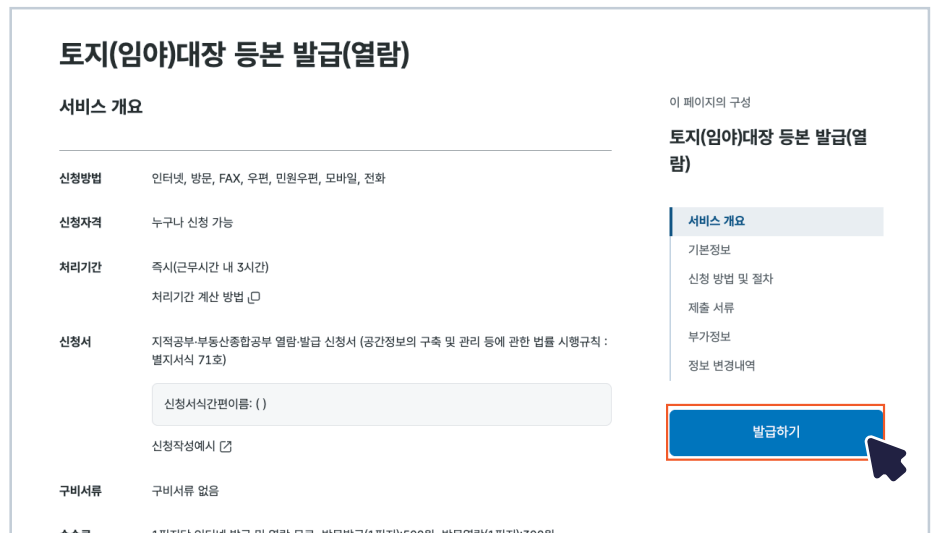 토지(임야)대장 등본 발급(열람)
서비스 개요
신청방법 인터넷, 방문, FAX, 우편, 민원우편, 모바일, 전화
신청자격 누구나 신청 가능
처리기간 즉시(근무시간 내 3시간)
처리기간 계산 방법
신청서 지적공부·부동산종합공부 열람·발급 신청서 (공간정보의 구축 및 관리 등에 관한 법률 시행규칙 :
별지서식 71호)
신청서식간편이름: ( )
신청작성예시
구비서류 구비서류 없음
이 페이지의 구성
토지(임야)대장 등본 발급(열
람)
서비스 개요
기본정보
신청 방법 및 절차
제출 서류
부가정보
정보 변경내역
발급하기